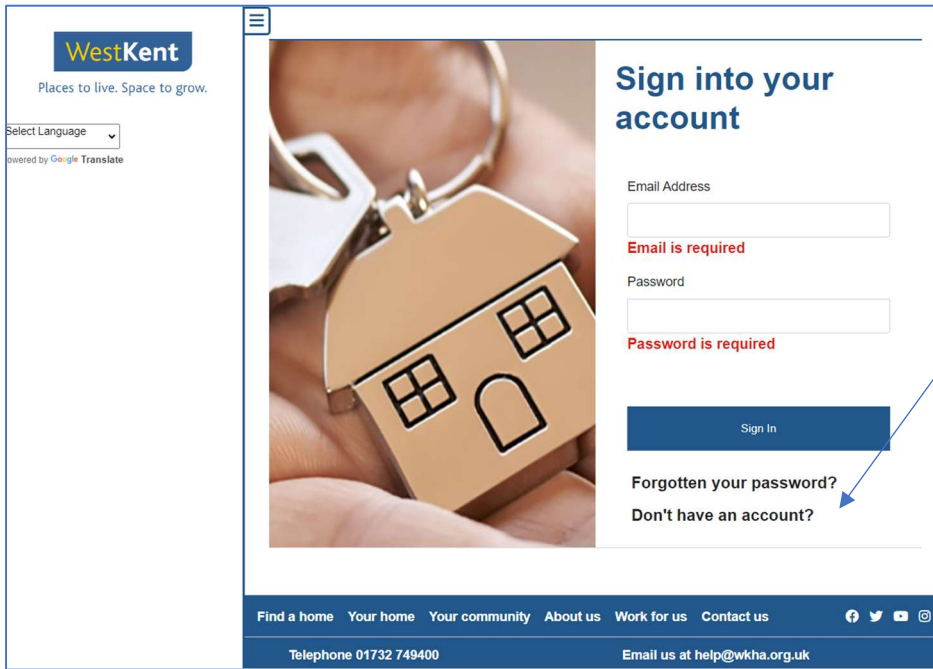 WestKent
Places to live. Space to grow.
Select Language
owered by Google Translate
Sign into your
account
Email Address
Email is required
Password
Password is required
Sign In
Forgotten your password?
Don't have an account?
Find a home Your home Your community About us Work for us Contact us
Telephone 01732 749400 Email us at help@wkha.org.uk